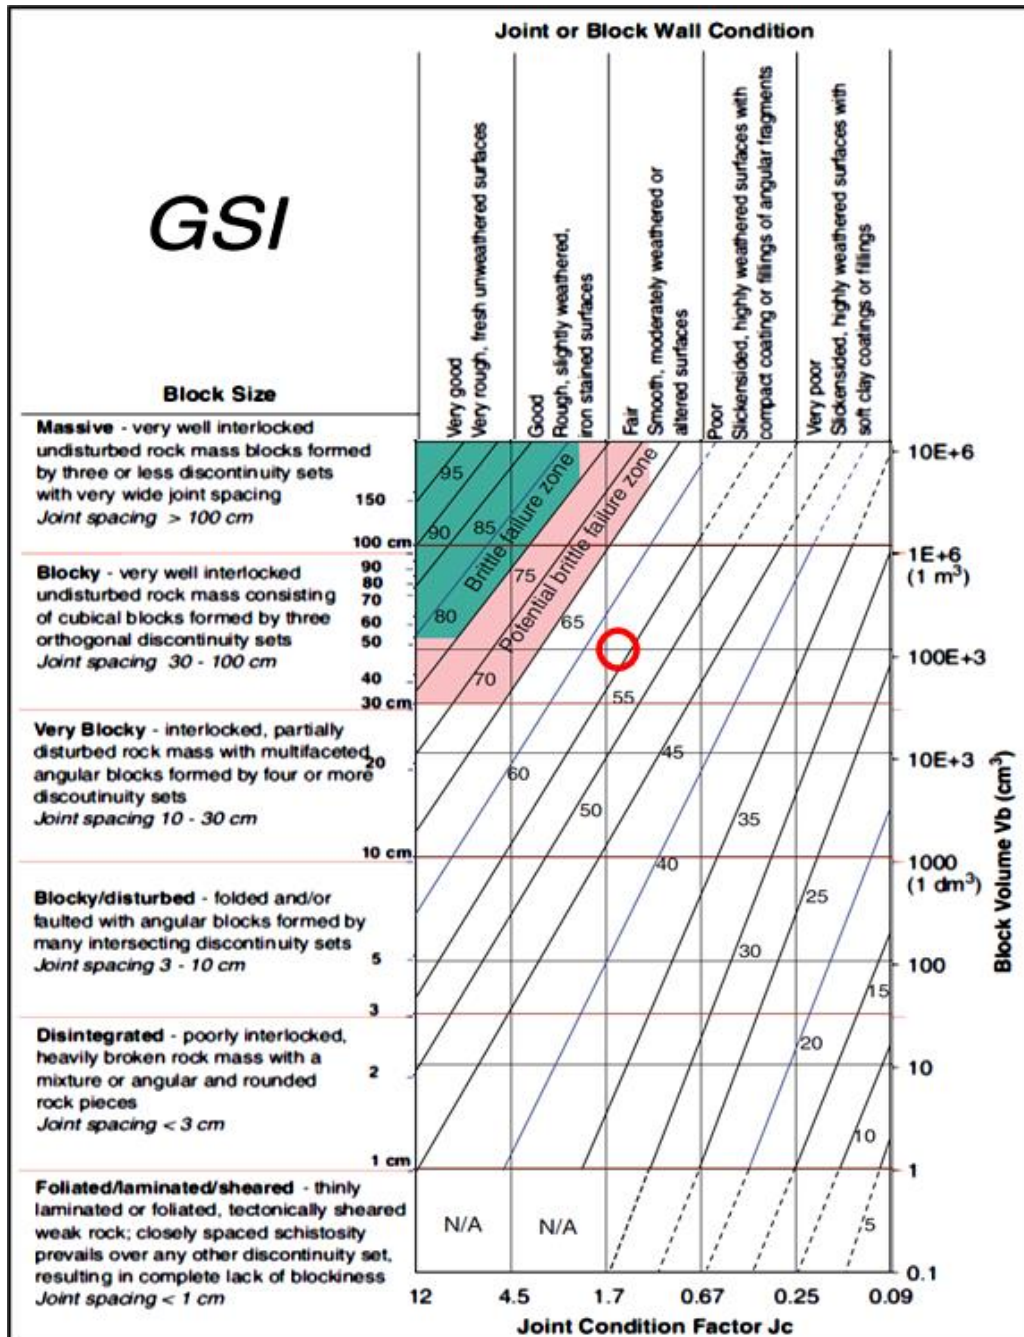 Joint or Block Wall Condition
GSI
Very good
Very rough, fresh unweathered surfaces
Good
Rough, slightly weathered,
iron stained surfaces
Fair
Smooth, moderately weathered or
altered surfaces
Poor
Slickensided, highly weathered surfaces with
compact coating or fillings of angular fragments
Very poor
Slickensided, highly weathered surfaces with
soft clay coatings or fillings
Block Size
Massive - very well interlocked
undisturbed rock mass blocks formed
by three or less discontinuity sets
with very wide joint spacing
Joint spacing > 100 cm
Blocky - very well interlocked
undisturbed rock mass consisting
of cubical blocks formed by three
orthogonal discontinuity sets
Joint spacing 30 - 100 cm
Very Blocky - interlocked, partially
disturbed rock mass with multifaceted
angular blocks formed by four or more
discoutinuity sets
Joint spacing 10 - 30 cm
Blocky/disturbed - folded and/or
faulted with angular blocks formed by
many intersecting discontinuity sets
Joint spacing 3 - 10 cm
Disintegrated - poorly interlocked,
heavily broken rock mass with a
mixture or angular and rounded
rock pieces
Joint spacing < 3 cm
Foliated/laminated/sheared - thinly
laminated or foliated, tectonically sheared
weak rock; closely spaced schistosity
prevails over any other discontinuity set,
resulting in complete lack of blockiness
Joint spacing < 1 cm
150
100 cm
90
80
70
60
50
40
30 cm
20
10 cm
5
3
2
1 cm
95
90
85
80
Brittle failure zone
75
Potential brittle failure zone
70
65
60
55
50
45
40
35
30
25
20
15
10
5
N/A
N/A
10E+6
1E+6
(1 m³)
100E+3
10E+3
1000
(1 dm³)
100
10
1
0.1
Block Volume Vb (cm³)
12
4.5
1.7
0.67
0.25
0.09
Joint Condition Factor Jc